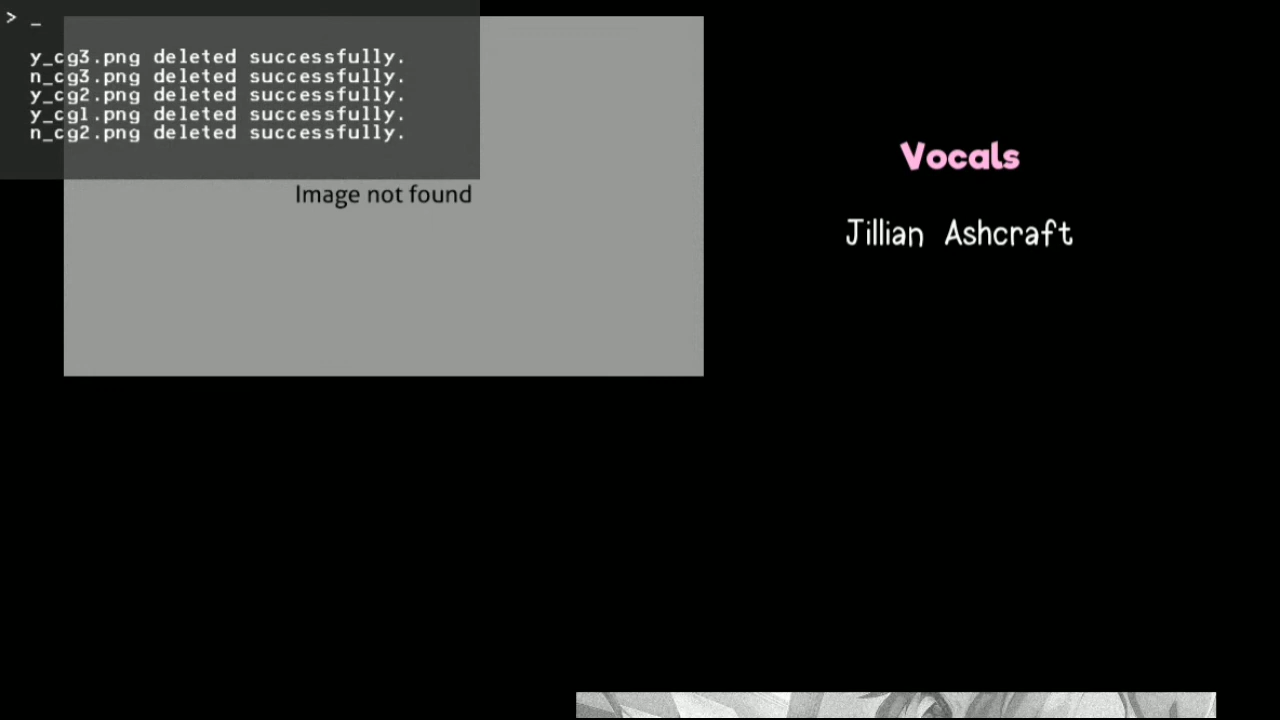 > _
y_cg3.png deleted successfully.
n_cg3.png deleted successfully.
y_cg2.png deleted successfully.
y_cg1.png deleted successfully.
n_cg2.png deleted successfully.
Image not found
Vocals
Jillian Ashcraft